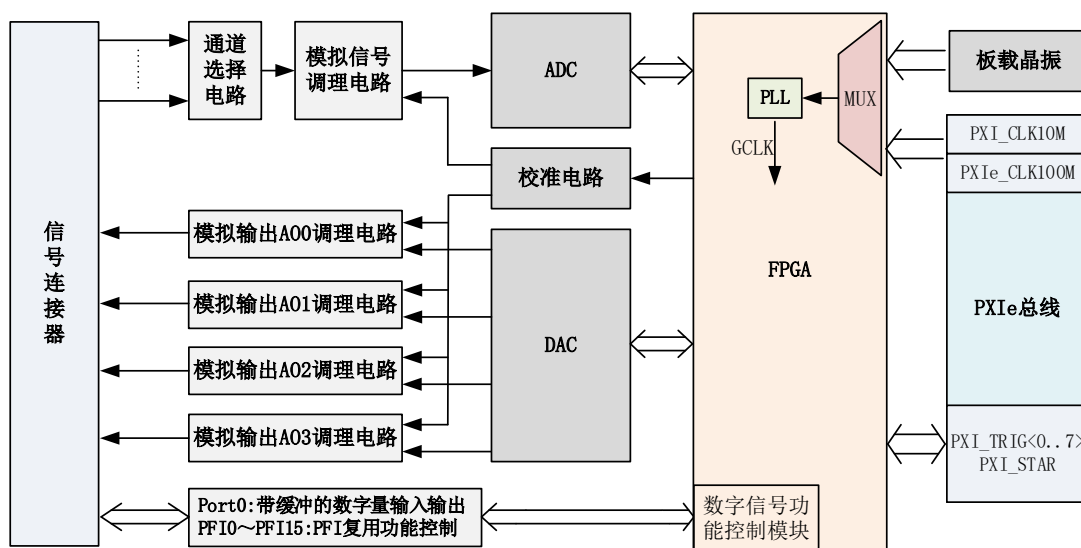 信
号
连
接
器
通道
选择
电路
模拟信号
调理电路
ADC
校准电路
模拟输出AO0调理电路
模拟输出AO1调理电路
模拟输出AO2调理电路
模拟输出AO3调理电路
DAC
Port0:带缓冲的数字量输入输出
PFI0～PFI15:PFI复用功能控制
PLL
MUX
GCLK
FPGA
数字信号功
能控制模块
板载晶振
PXI_CLK10M
PXIe_CLK100M
PXIe总线
PXI_TRIG<0..7>
PXI_STAR